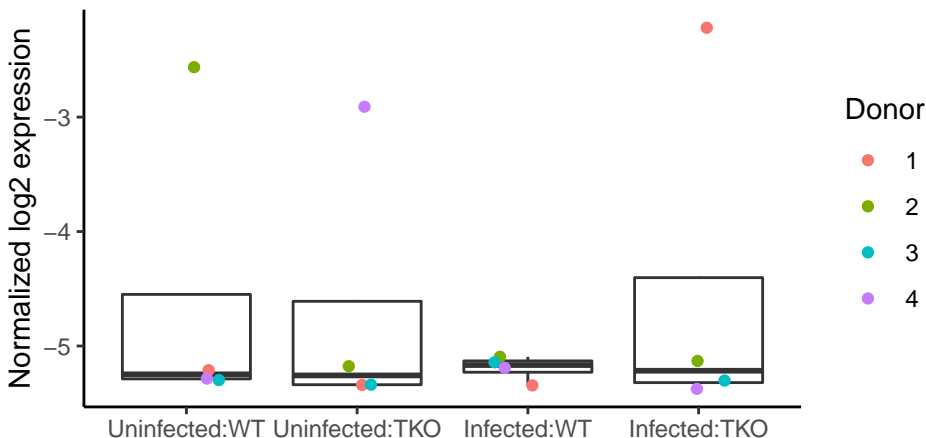 Normalized log2 expression
−3
−4
−5
Uninfected:WT Uninfected:TKO Infected:WT Infected:TKO
Donor
1
2
3
4